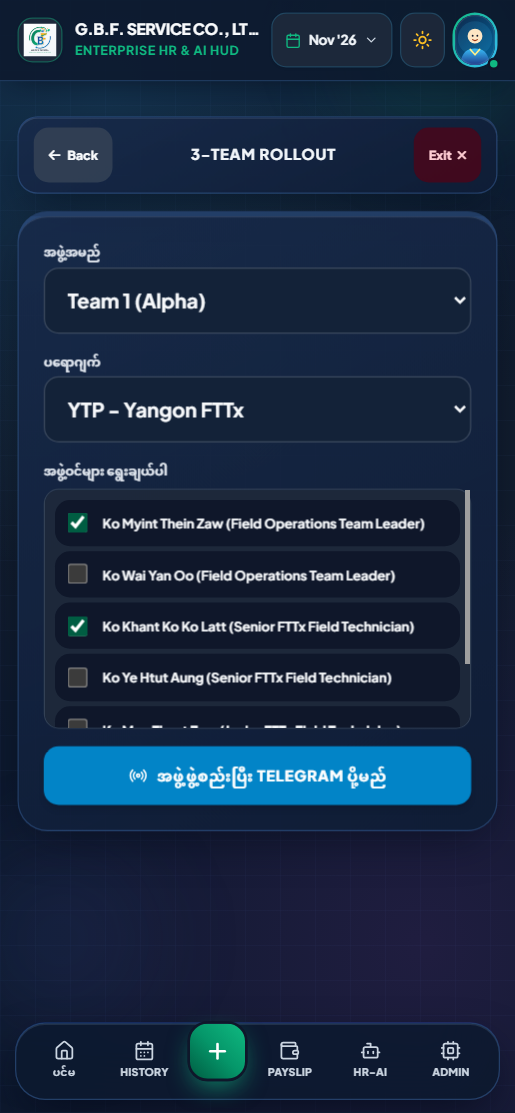 G.B.F. SERVICE CO., LT...
ENTERPRISE HR & AI HUD
Nov '26
Back
3-TEAM ROLLOUT
Exit ✕
အဖွဲ့အမည်
Team 1 (Alpha)
ပရောဂျက်
YTP - Yangon FTTx
အဖွဲ့ဝင်များ ရွေးချယ်ပါ
Ko Myint Thein Zaw (Field Operations Team Leader)
Ko Wai Yan Oo (Field Operations Team Leader)
Ko Khant Ko Ko Latt (Senior FTTx Field Technician)
Ko Ye Htut Aung (Senior FTTx Field Technician)
အဖွဲ့ ဖွဲ့စည်းပြီး TELEGRAM ပို့မည်
ပင်မ
HISTORY
PAYSLIP
HR-AI
ADMIN